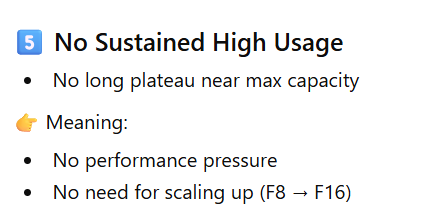 5️⃣ No Sustained High Usage
• No long plateau near max capacity
👉 Meaning:
• No performance pressure
• No need for scaling up (F8 → F16)